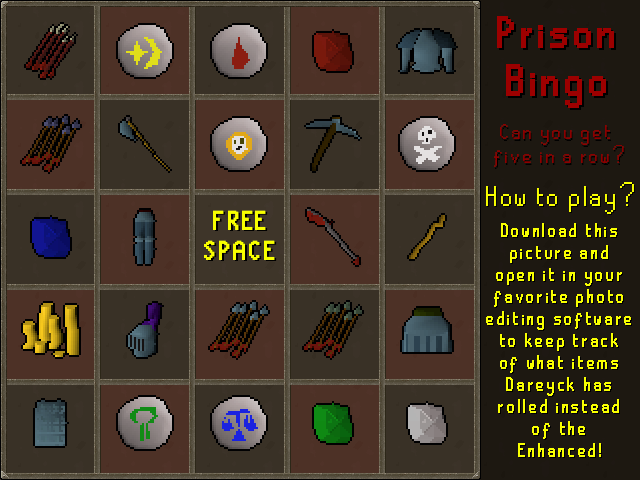 Prison
Bingo
Can you get
five in a row?
How to play?
Download this
picture and
open it in your
favorite photo
editing software
to keep track
of what items
Dareyck has
rolled instead
of the
Enhanced!
FREE
SPACE